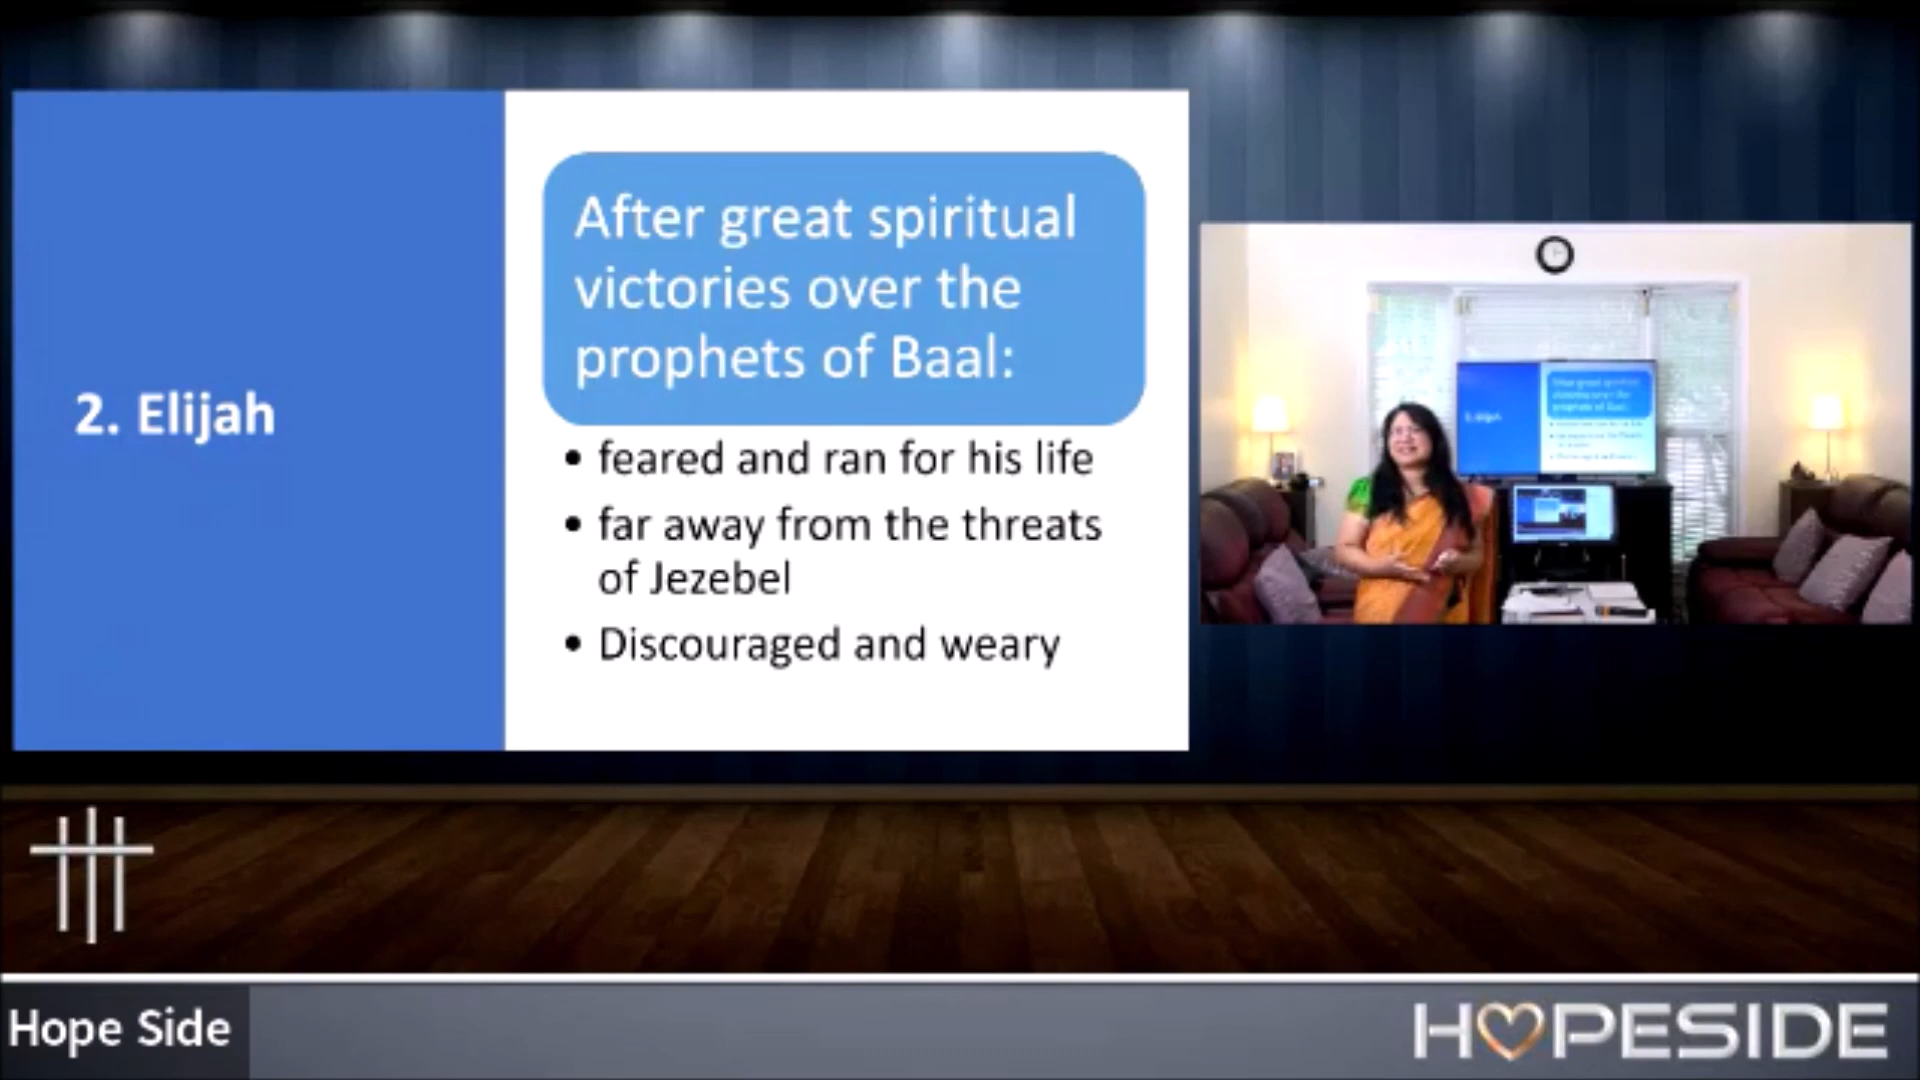 2. Elijah
After great spiritual
victories over the
prophets of Baal:
• feared and ran for his life
• far away from the threats
of Jezebel
• Discouraged and weary
Hope Side
HOPESIDE